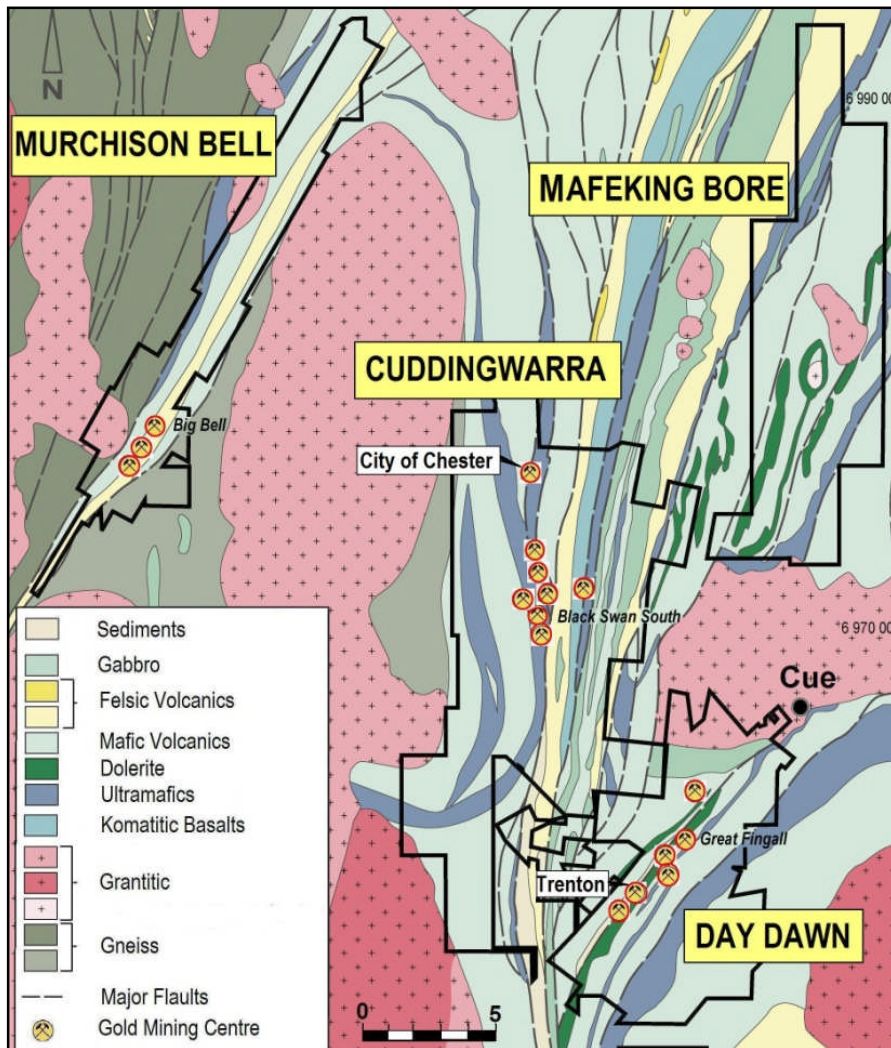 N
MURCHISON BELL
6 990 00
MAFEKING BORE
CUDDINGWARRA
Big Bell
City of Chester
Black Swan South
6 970 00
Cue
Great Fingall
Trenton
DAY DAWN
Sediments
Gabbro
Felsic Volcanics
Mafic Volcanics
Dolerite
Ultramafics
Komatitic Basalts
Grantitic
Gneiss
Major Flaults
Gold Mining Centre
0 5